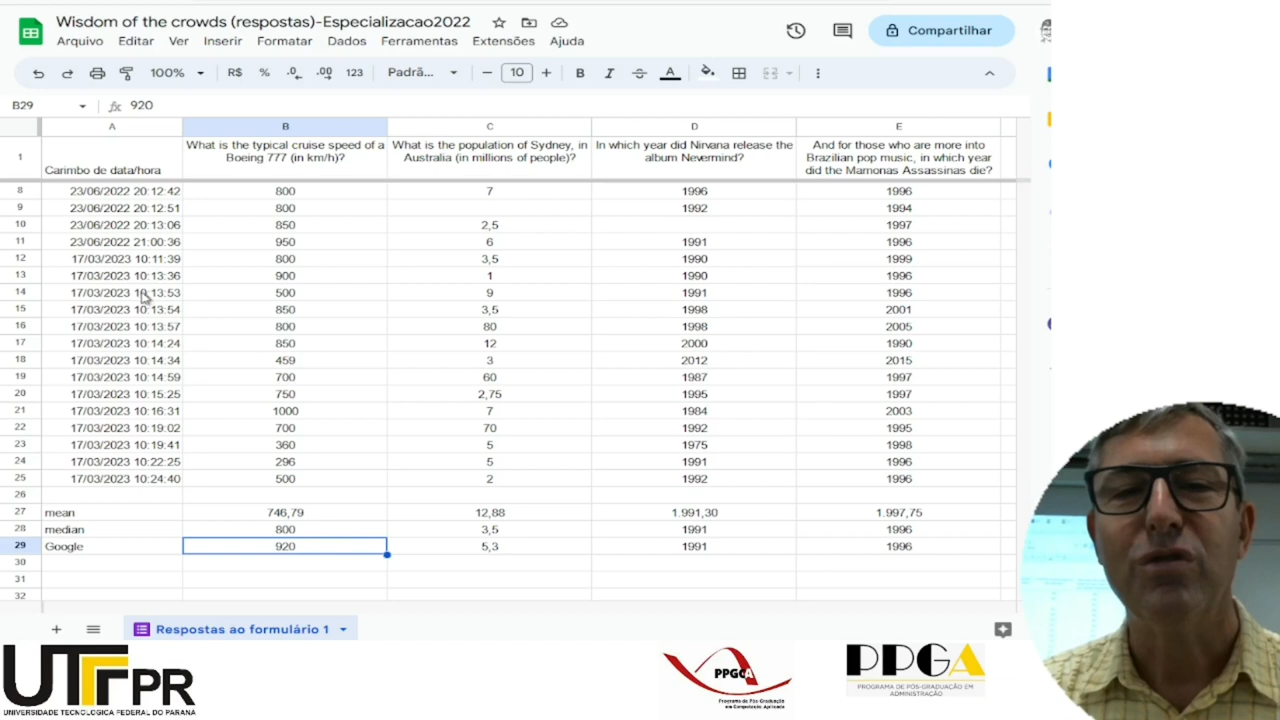 Wisdom of the crowds (respostas)-Especializacao2022
Arquivo Editar Ver Inserir Formatar Dados Ferramentas Extensões Ajuda
Compartilhar
100% R$ % .0 .00 123 Padrã... 10 B I A
B29 fx 920
A B C D E
1 Carimbo de data/hora
What is the typical cruise speed of a
Boeing 777 (in km/h)?
What is the population of Sydney, in
Australia (in millions of people)?
In which year did Nirvana release the
album Nevermind?
And for those who are more into
Brazilian pop music, in which year
did the Mamonas Assassinas die?
8 23/06/2022 20:12:42 800 7 1996 1996
9 23/06/2022 20:12:51 800 1992 1994
10 23/06/2022 20:13:06 850 2,5 1997
11 23/06/2022 21:00:36 950 6 1991 1996
12 17/03/2023 10:11:39 800 3,5 1990 1999
13 17/03/2023 10:13:36 900 1 1990 1996
14 17/03/2023 10:13:53 500 9 1991 1996
15 17/03/2023 10:13:54 850 3,5 1998 2001
16 17/03/2023 10:13:57 800 80 1998 2005
17 17/03/2023 10:14:24 850 12 2000 1990
18 17/03/2023 10:14:34 459 3 2012 2015
19 17/03/2023 10:14:59 700 60 1987 1997
20 17/03/2023 10:15:25 750 2,75 1995 1997
21 17/03/2023 10:16:31 1000 7 1984 2003
22 17/03/2023 10:19:02 700 70 1992 1995
23 17/03/2023 10:19:41 360 5 1975 1998
24 17/03/2023 10:22:25 296 5 1991 1996
25 17/03/2023 10:24:40 500 2 1992 1996
26
27 mean 746,79 12,88 1.991,30 1.997,75
28 median 800 3,5 1991 1996
29 Google 920 5,3 1991 1996
30
31
32
Respostas ao formulário 1
UTFPR
UNIVERSIDADE TECNOLÓGICA FEDERAL DO PARANÁ
PPGCA
Programa de Pós-Graduação
em Computação Aplicada
PPGA
PROGRAMA DE PÓS-GRADUAÇÃO EM
ADMINISTRAÇÃO